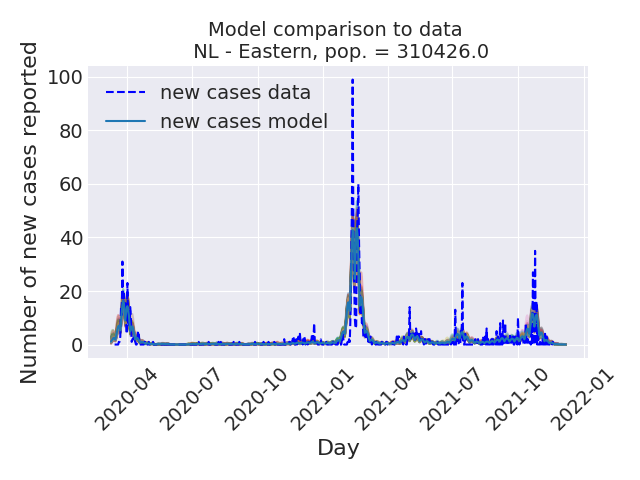 Model comparison to data
NL - Eastern, pop. = 310426.0
Number of new cases reported
100
80
60
40
20
0
new cases data
new cases model
2020-04
2020-07
2020-10
2021-01
2021-04
2021-07
2021-10
2022-01
Day